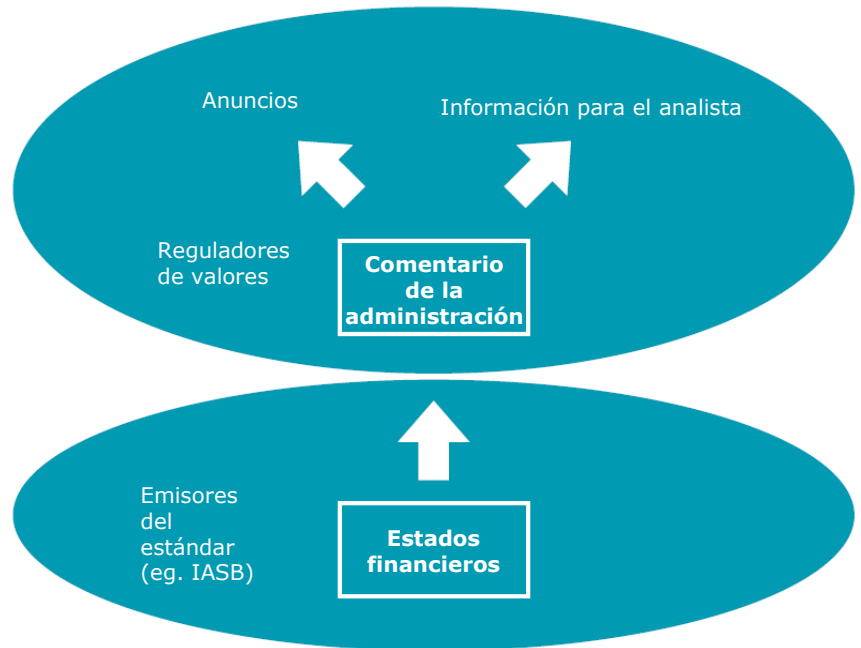 Anuncios
Información para el analista
Reguladores
de valores
Comentario
de la
administración
Emisores
del
estándar
(eg. IASB)
Estados
financieros